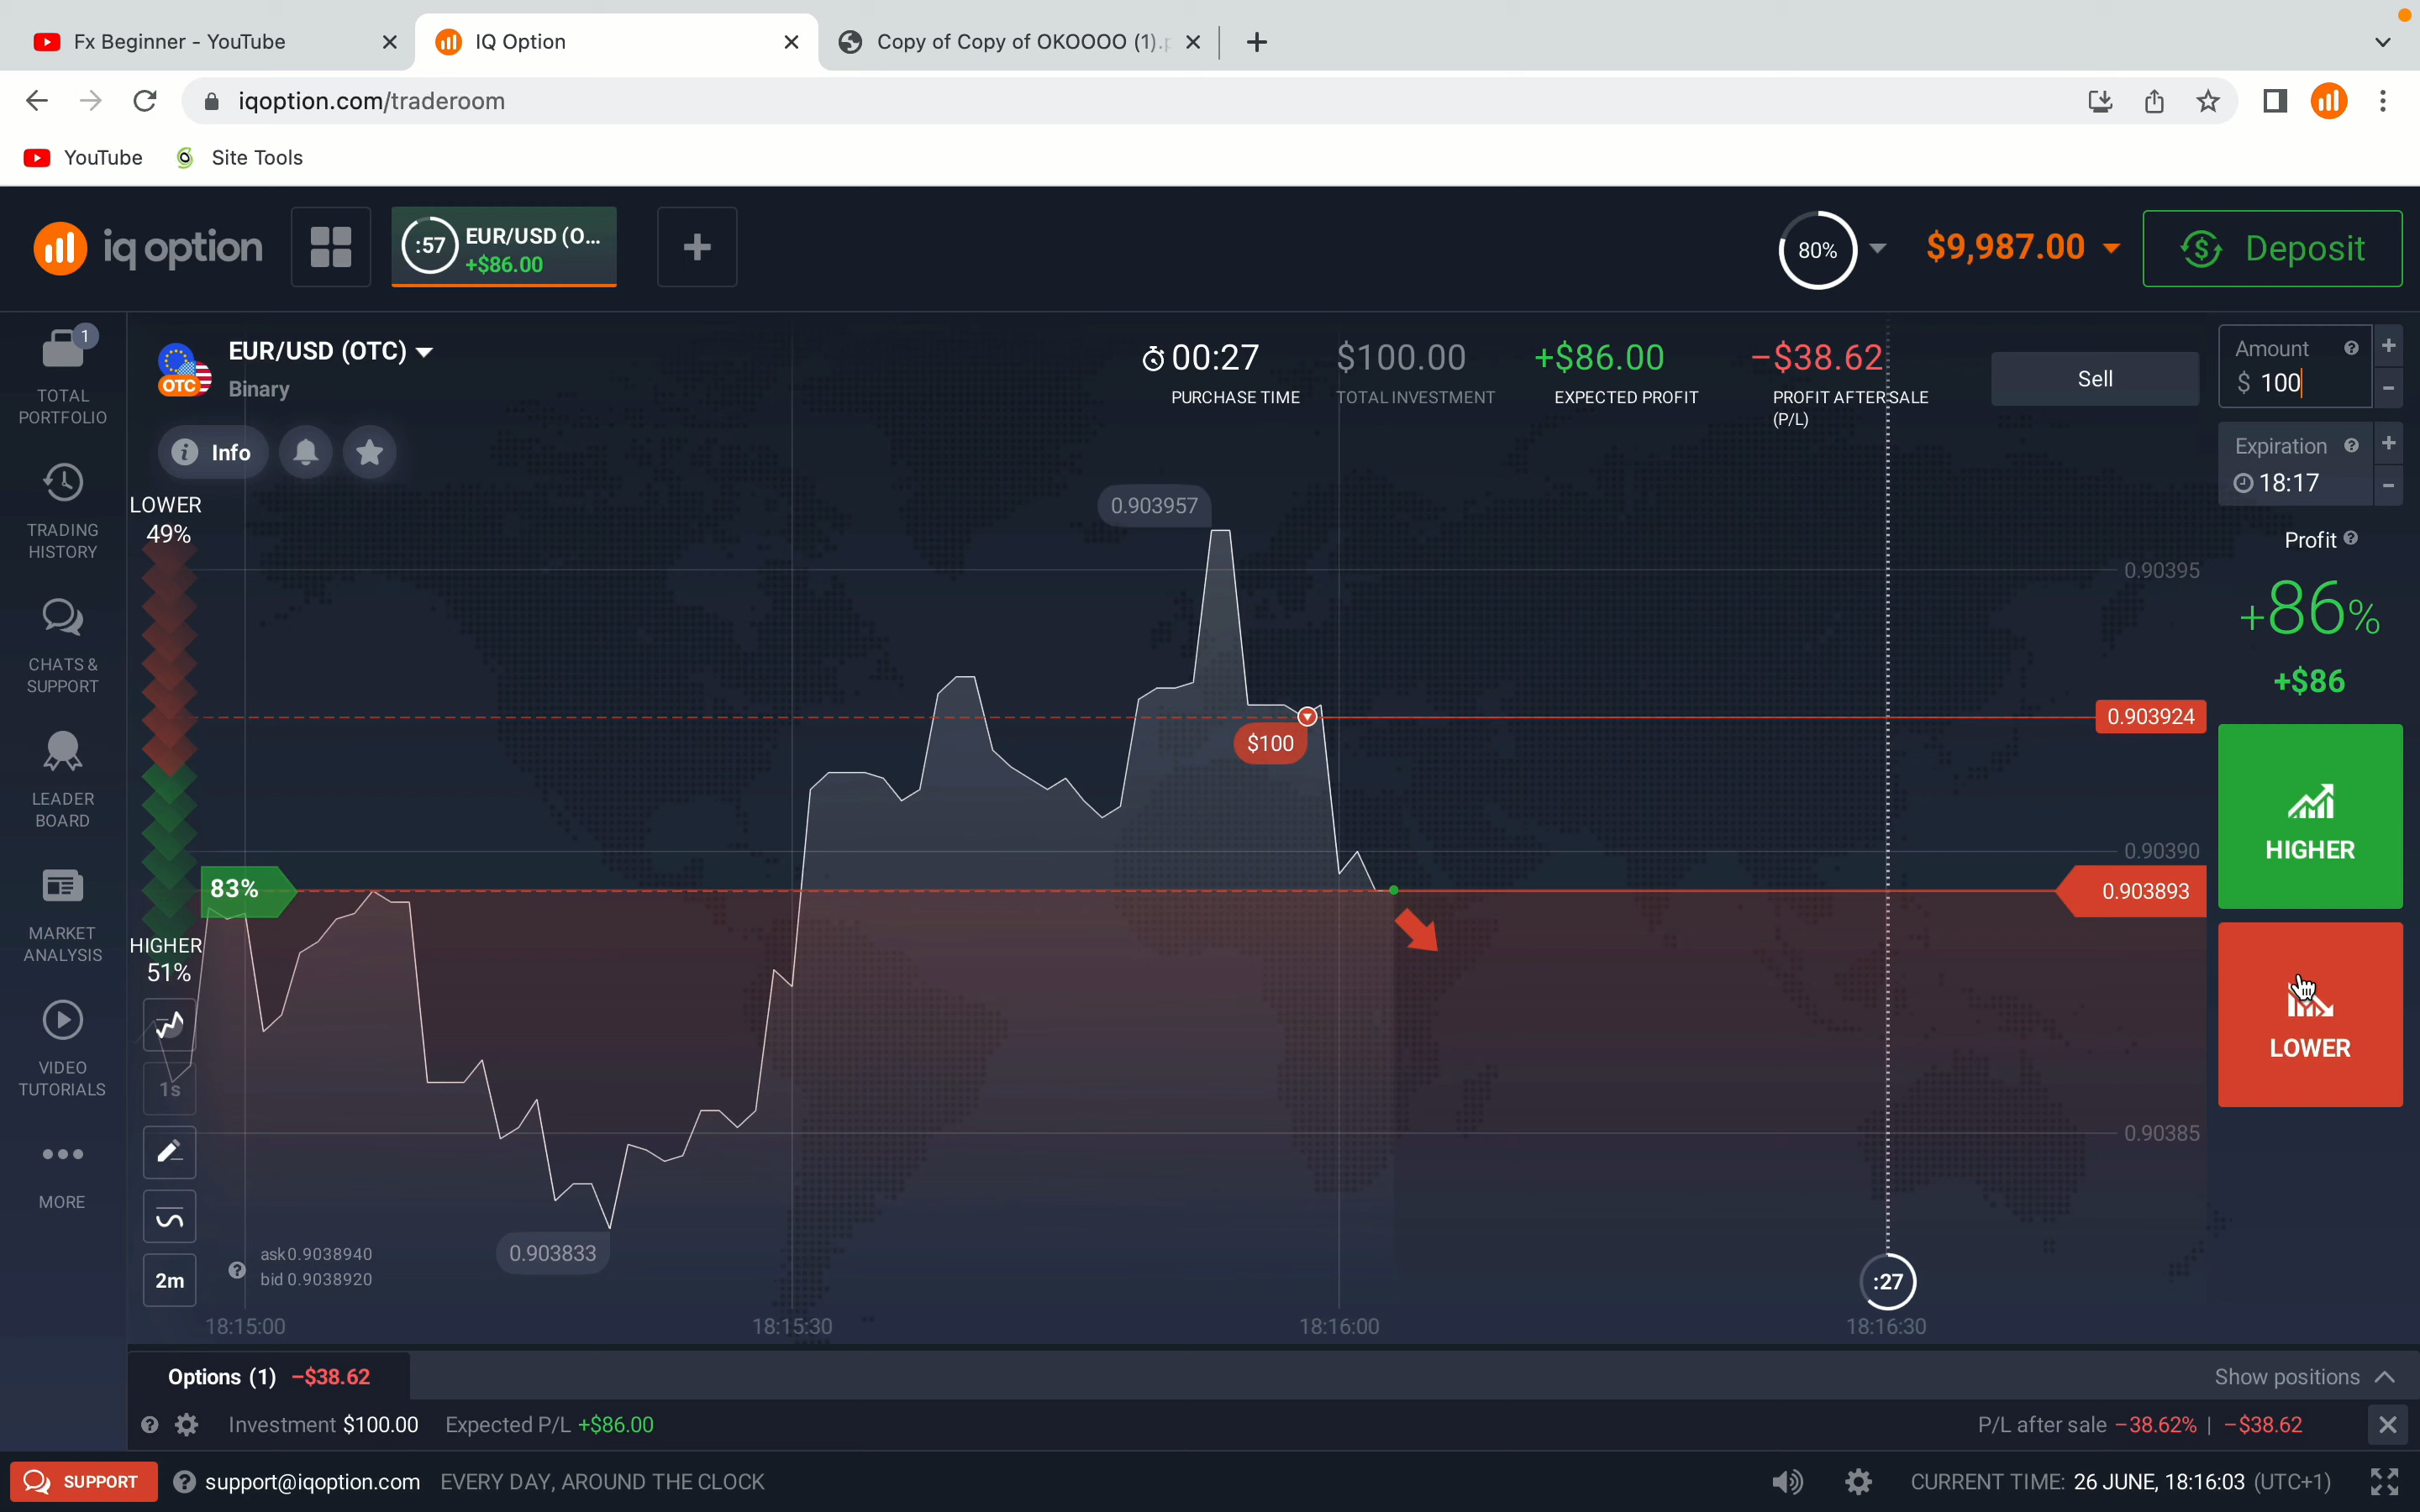 Fx Beginner - YouTube
IQ Option
Copy of Copy of OKOOOO (1).p
iqoption.com/traderoom
YouTube
Site Tools
iq option
:57
EUR/USD (O...
+$86.00
80%
$9,987.00
Deposit
1
TOTAL
PORTFOLIO
TRADING
HISTORY
CHATS &
SUPPORT
LEADER
BOARD
MARKET
ANALYSIS
VIDEO
TUTORIALS
MORE
EUR/USD (OTC)
OTC
Binary
Info
00:27
PURCHASE TIME
$100.00
TOTAL INVESTMENT
+$86.00
EXPECTED PROFIT
-$38.62
PROFIT AFTER SALE
(P/L)
Sell
Amount
$ 100
Expiration
18:17
Profit
+86%
+$86
HIGHER
LOWER
LOWER
49%
83%
HIGHER
51%
1s
2m
0.903957
$100
0.903833
0.90395
0.903924
0.90390
0.903893
0.90385
ask 0.9038940
bid 0.9038920
:27
18:15:00
18:15:30
18:16:00
18:16:30
Options (1) -$38.62
Show positions
Investment $100.00 Expected P/L +$86.00
P/L after sale -38.62% | -$38.62
SUPPORT
support@iqoption.com EVERY DAY, AROUND THE CLOCK
CURRENT TIME: 26 JUNE, 18:16:03 (UTC+1)